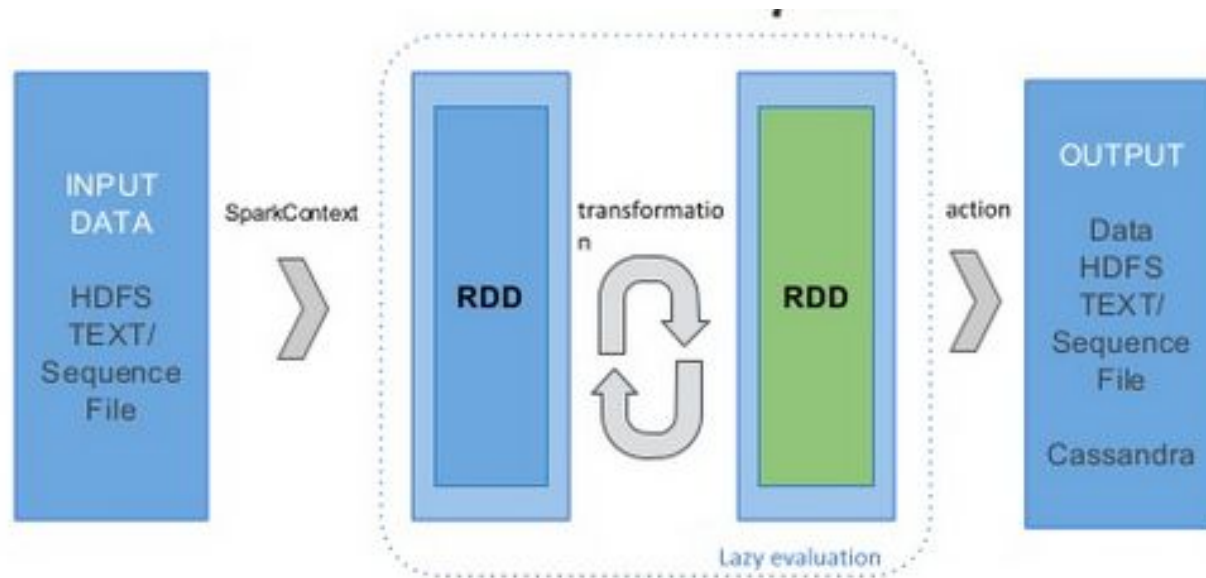 INPUT
DATA
HDFS
TEXT/
Sequence
File
SparkContext
RDD
transformatio
n
RDD
Lazy evaluation
action
OUTPUT
Data
HDFS
TEXT/
Sequence
File
Cassandra